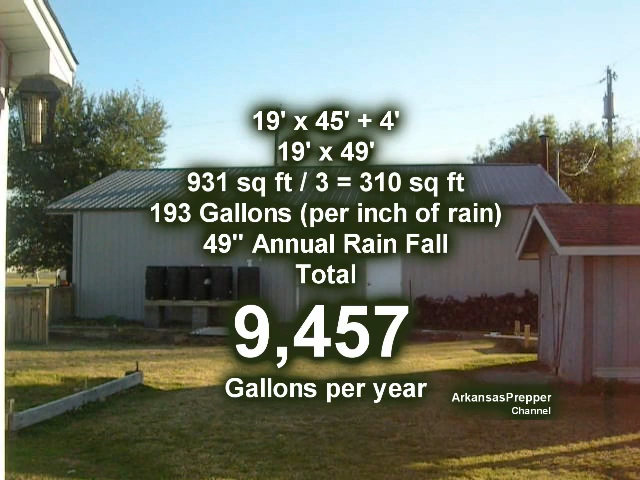 19' x 45' + 4'
19' x 49'
931 sq ft / 3 = 310 sq ft
193 Gallons (per inch of rain)
49" Annual Rain Fall
Total
9,457
Gallons per year
ArkansasPrepper
Channel